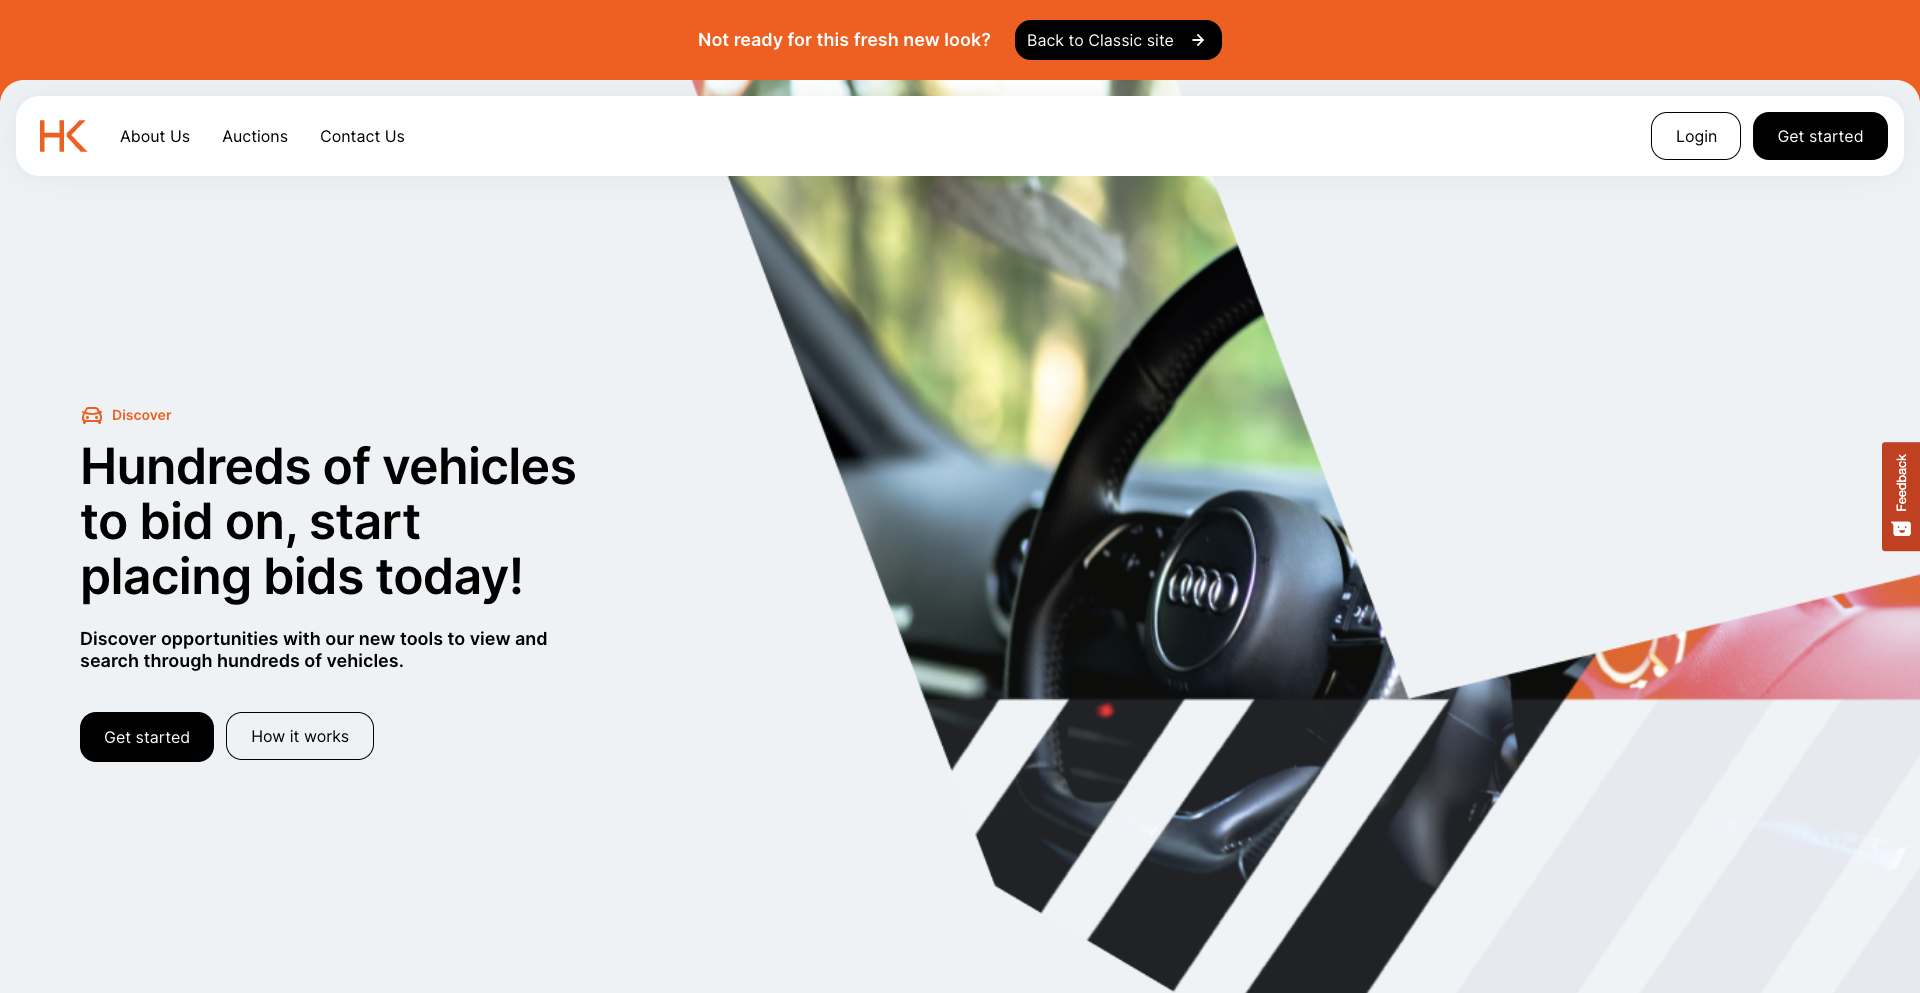 Not ready for this fresh new look?
Back to Classic site
HK
About Us
Auctions
Contact Us
Login
Get started
Discover
Hundreds of vehicles
to bid on, start
placing bids today!
Discover opportunities with our new tools to view and
search through hundreds of vehicles.
Get started
How it works
Feedback